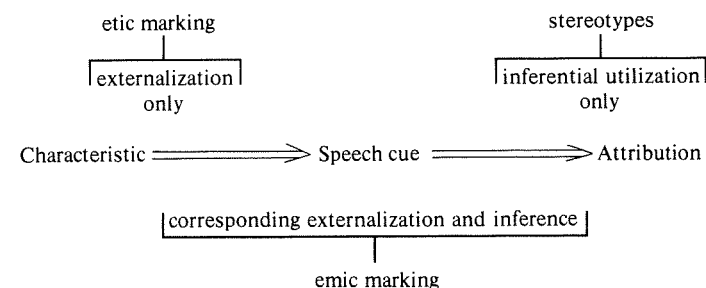 etic marking stereotypes
externalization inferential utilization
only only
Characteristic Speech cue Attribution
corresponding externalization and inference
emic marking